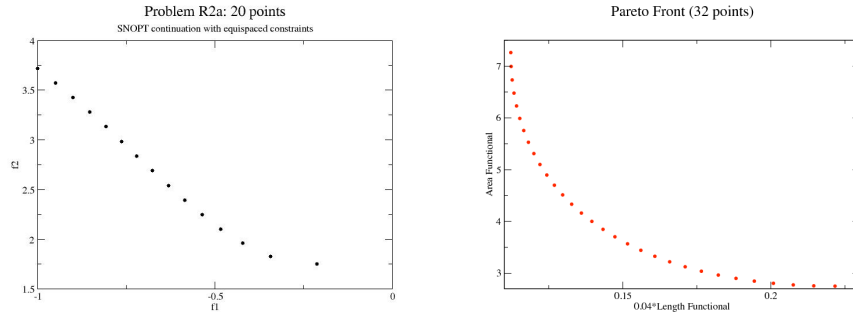 Problem R2a: 20 points
SNOPT continuation with equispaced constraints
4
3.5
3
2.5
2
1.5
f2
-1
-0.5
0
f1
Pareto Front (32 points)
7
6
5
4
3
Area Functional
0.15
0.2
0.04*Length Functional